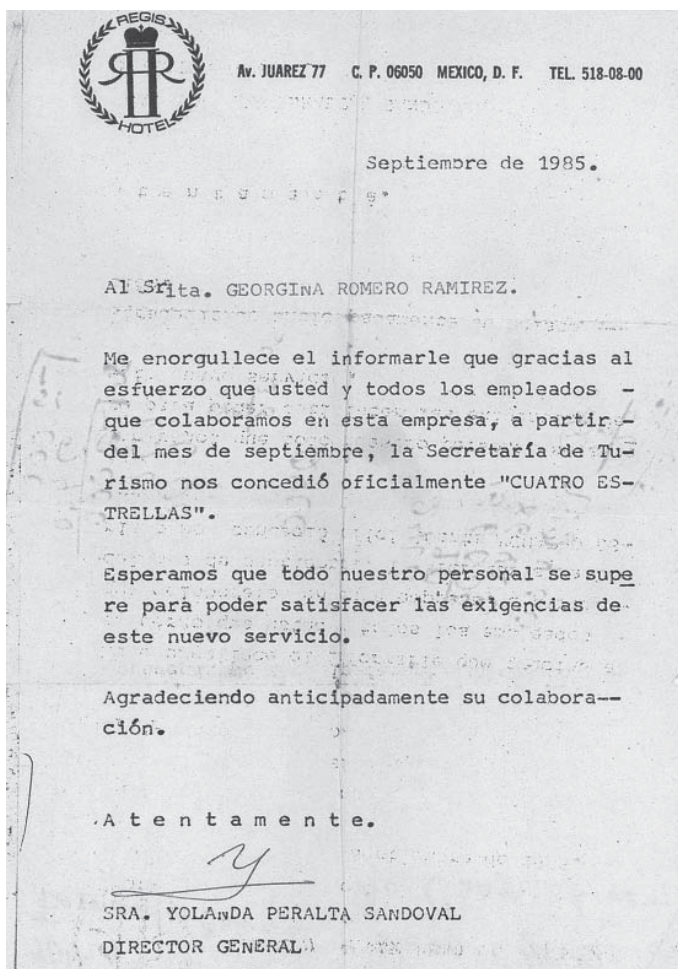 REGIS
HR
HOTEL
Av. JUAREZ 77 C. P. 06050 MEXICO, D. F. TEL. 518-08-00
Septiembre de 1985.
Al Srita. GEORGINA ROMERO RAMIREZ.
Me enorgullece el informarle que gracias al
esfuerzo que usted y todos los empleados -
que colaboramos en esta empresa, a partir -
del mes de septiembre, la Secretaría de Tu-
rismo nos concedió oficialmente "CUATRO ES-
TRELLAS".
Esperamos que todo nuestro personal se supe
re para poder satisfacer las exigencias de
este nuevo servicio.
Agradeciendo anticipadamente su colabora--
ción.
A t e n t a m e n t e.
SRA. YOLANDA PERALTA SANDOVAL
DIRECTOR GENERAL